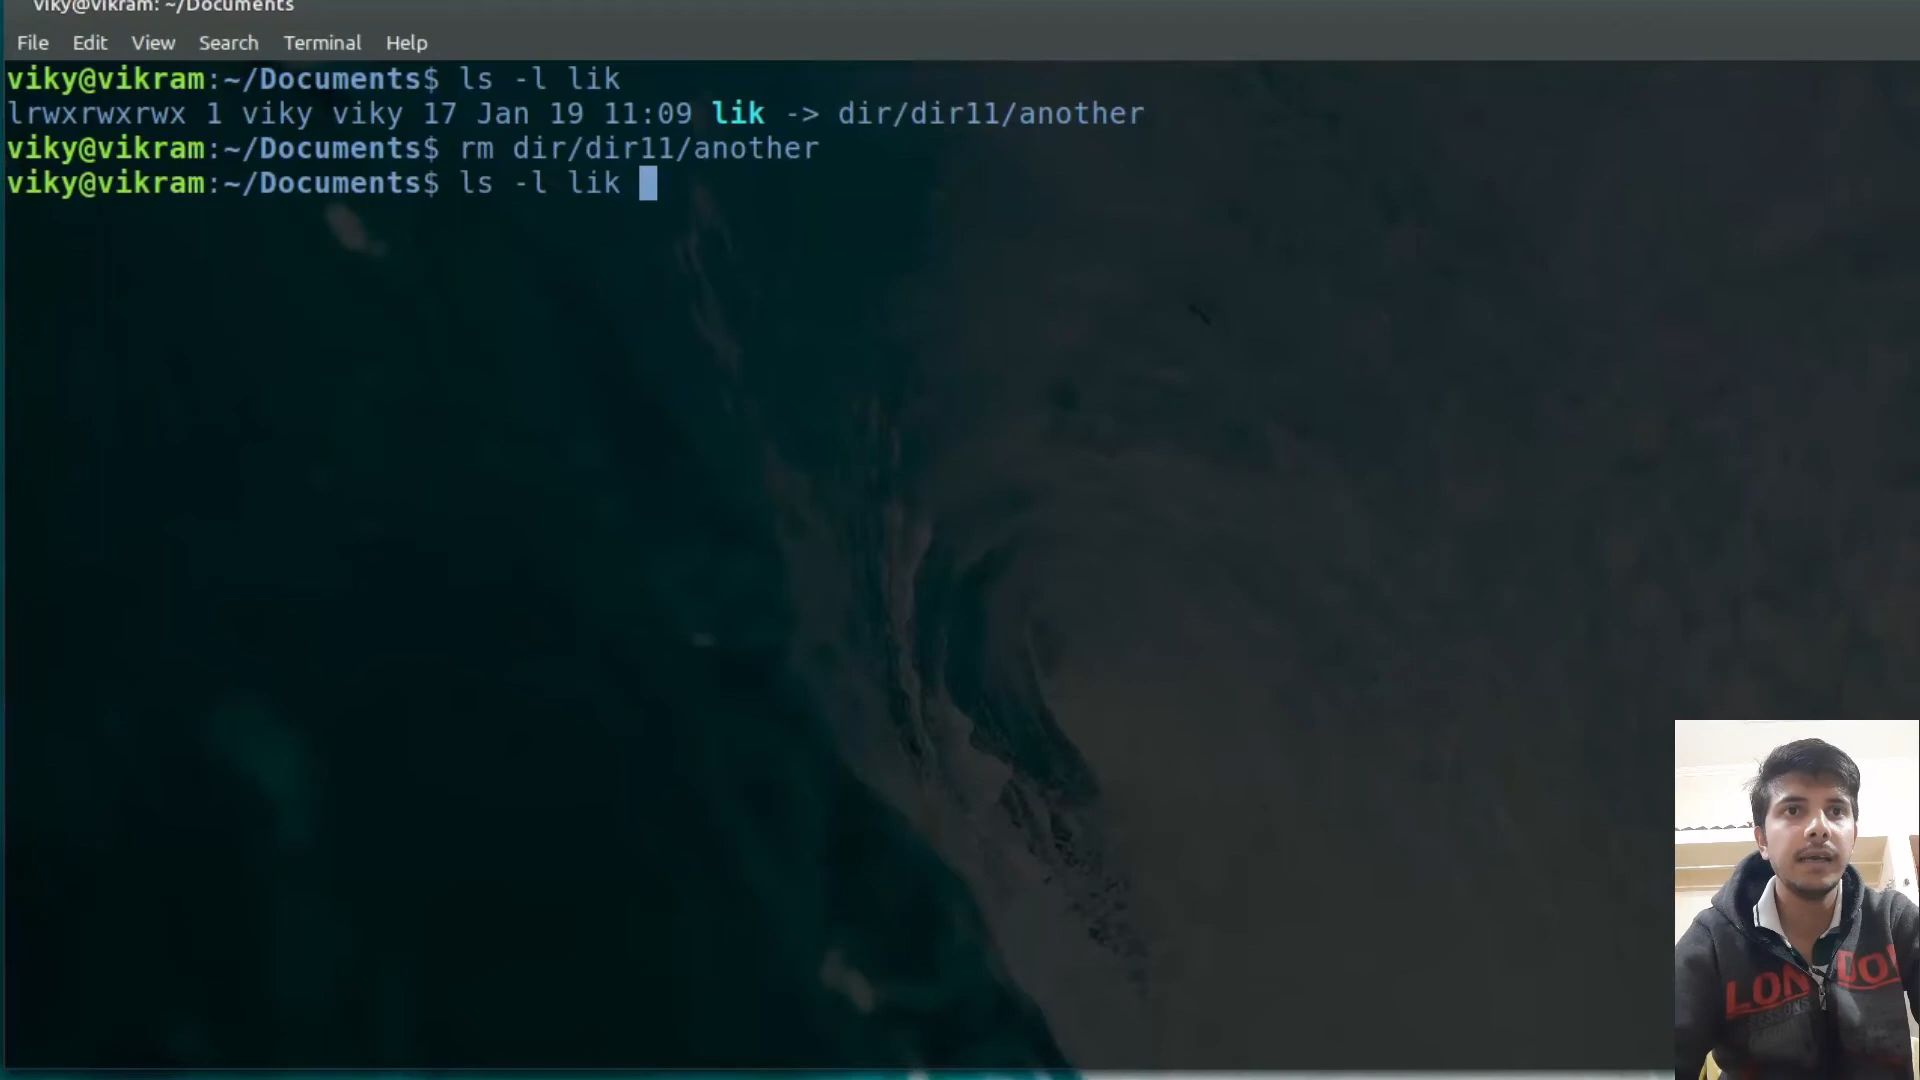 viky@vikram: ~/Documents
File Edit View Search Terminal Help
viky@vikram:~/Documents$ ls -l lik
lrwxrwxrwx 1 viky viky 17 Jan 19 11:09 lik -> dir/dir11/another
viky@vikram:~/Documents$ rm dir/dir11/another
viky@vikram:~/Documents$ ls -l lik